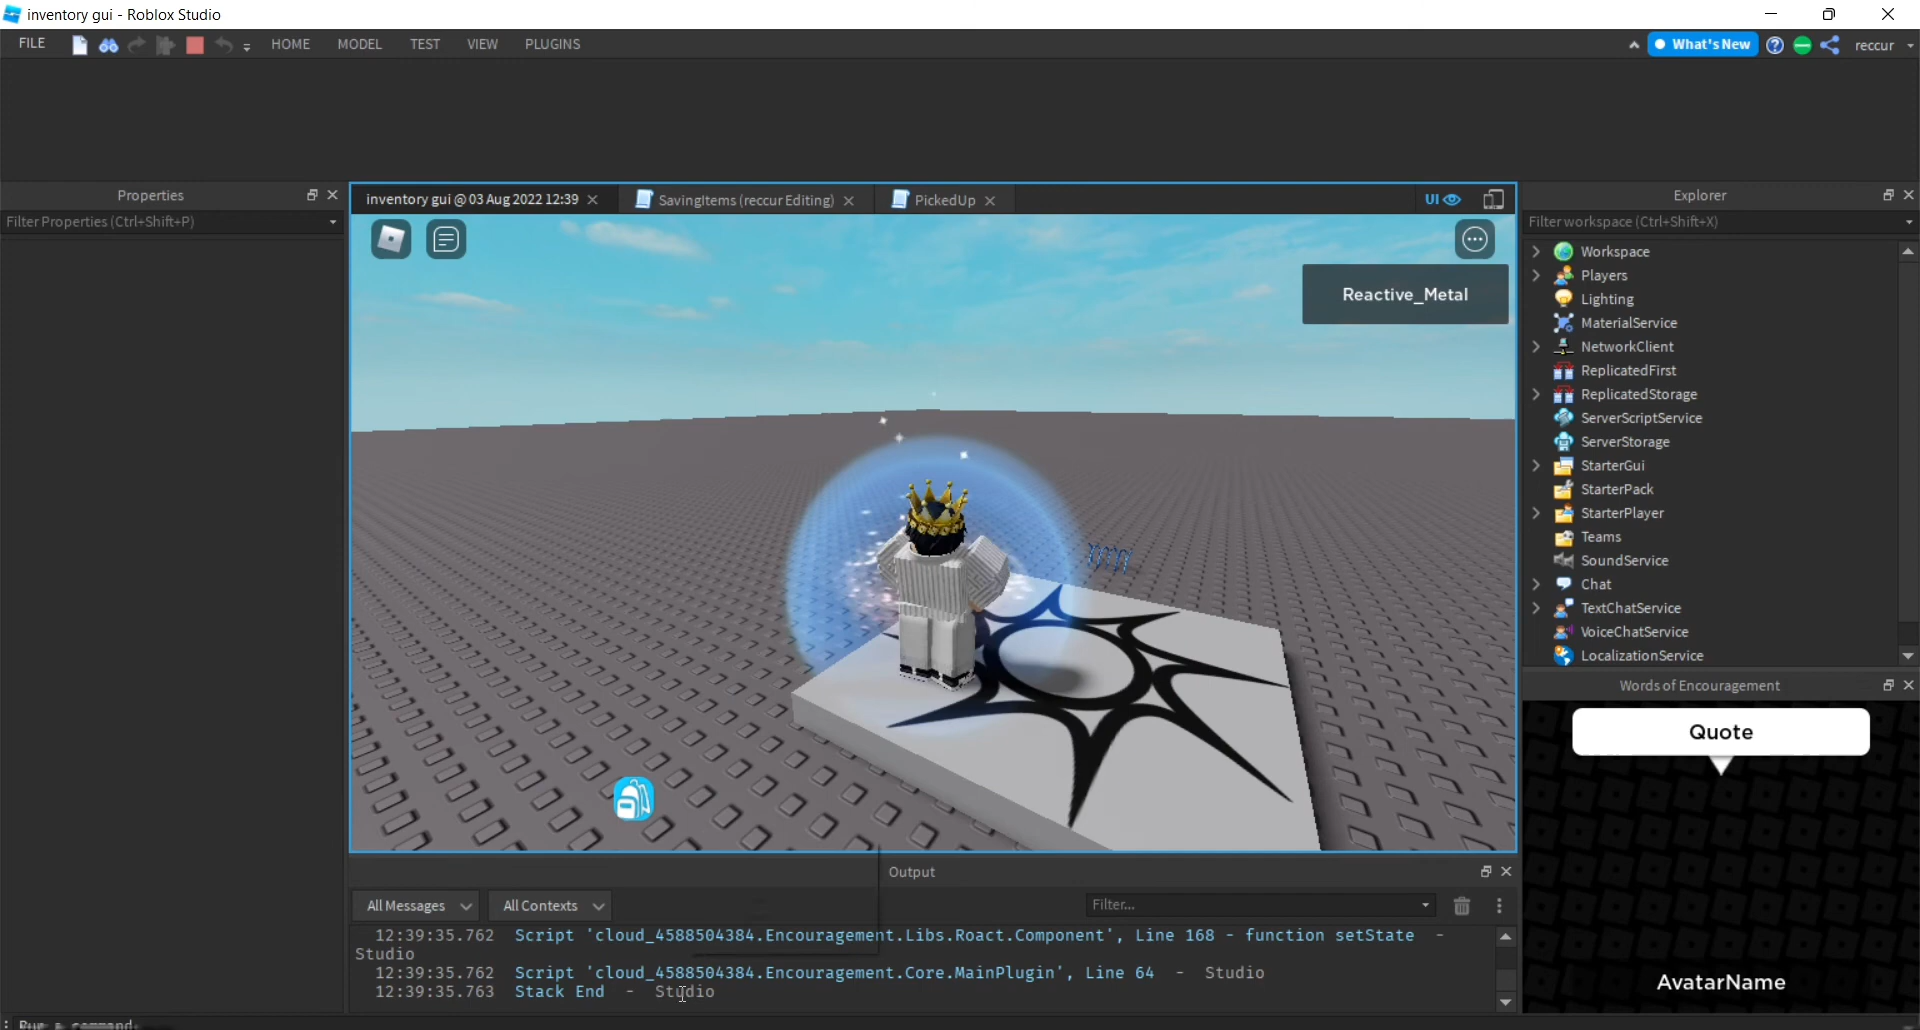 inventory gui - Roblox Studio
FILE HOME MODEL TEST VIEW PLUGINS What's New reccur
Properties
Filter Properties (Ctrl+Shift+P)
inventory gui @ 03 Aug 2022 12:39
SavingItems (reccur Editing)
PickedUp
UI
Reactive_Metal
Explorer
Filter workspace (Ctrl+Shift+X)
Workspace
Players
Lighting
MaterialService
NetworkClient
ReplicatedFirst
ReplicatedStorage
ServerScriptService
ServerStorage
StarterGui
StarterPack
StarterPlayer
Teams
SoundService
Chat
TextChatService
VoiceChatService
LocalizationService
Words of Encouragement
Quote
AvatarName
Output
All Messages All Contexts Filter...
12:39:35.762 Script 'cloud_4588504384.Encouragement.Libs.Roact.Component', Line 168 - function setState -
Studio
12:39:35.762 Script 'cloud_4588504384.Encouragement.Core.MainPlugin', Line 64 - Studio
12:39:35.763 Stack End - Studio